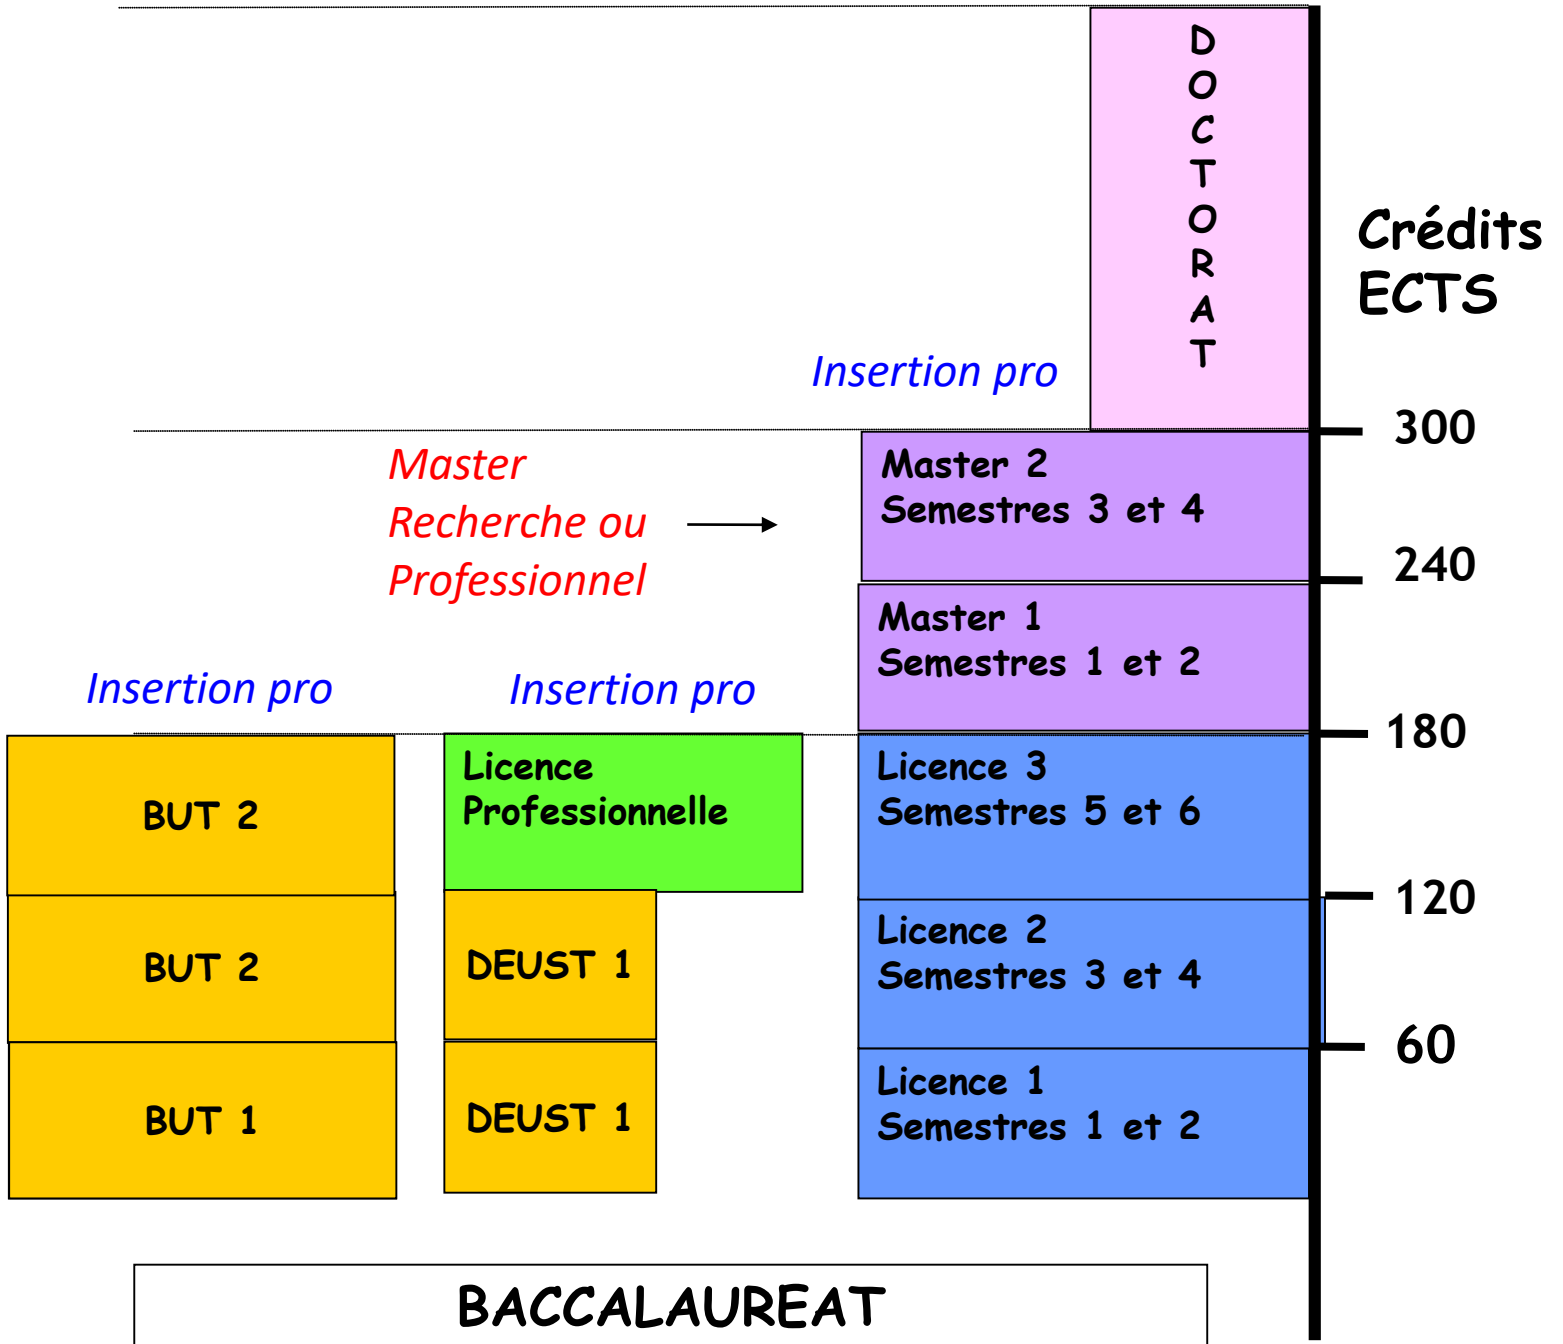 D
O
C
T
O
R
A
T
Crédits
ECTS
Insertion pro
300
Master
Recherche ou
Professionnel
Master 2
Semestres 3 et 4
240
Master 1
Semestres 1 et 2
Insertion pro
Insertion pro
180
BUT 2
Licence
Professionnelle
Licence 3
Semestres 5 et 6
120
BUT 2
DEUST 1
Licence 2
Semestres 3 et 4
60
BUT 1
DEUST 1
Licence 1
Semestres 1 et 2
BACCALAUREAT